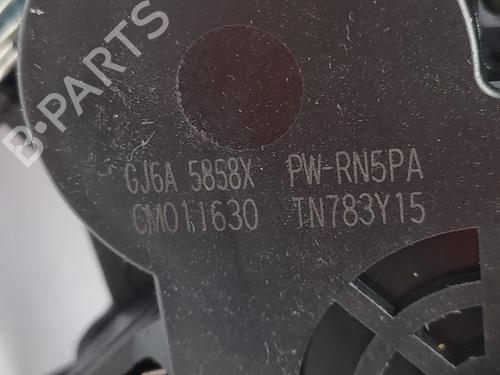 B-PARTS
GJ6A 5858X PW-RN5PA
CM011630 TN783Y15